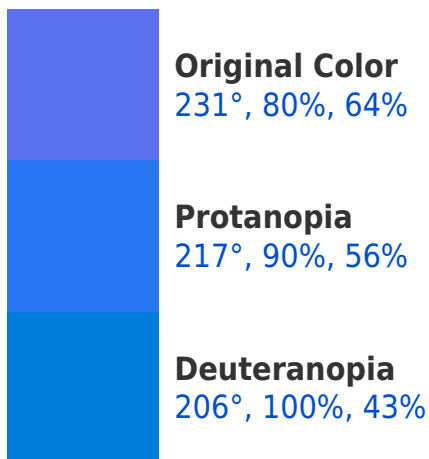 Original Color
231°, 80%, 64%
Protanopia
217°, 90%, 56%
Deuteranopia
206°, 100%, 43%